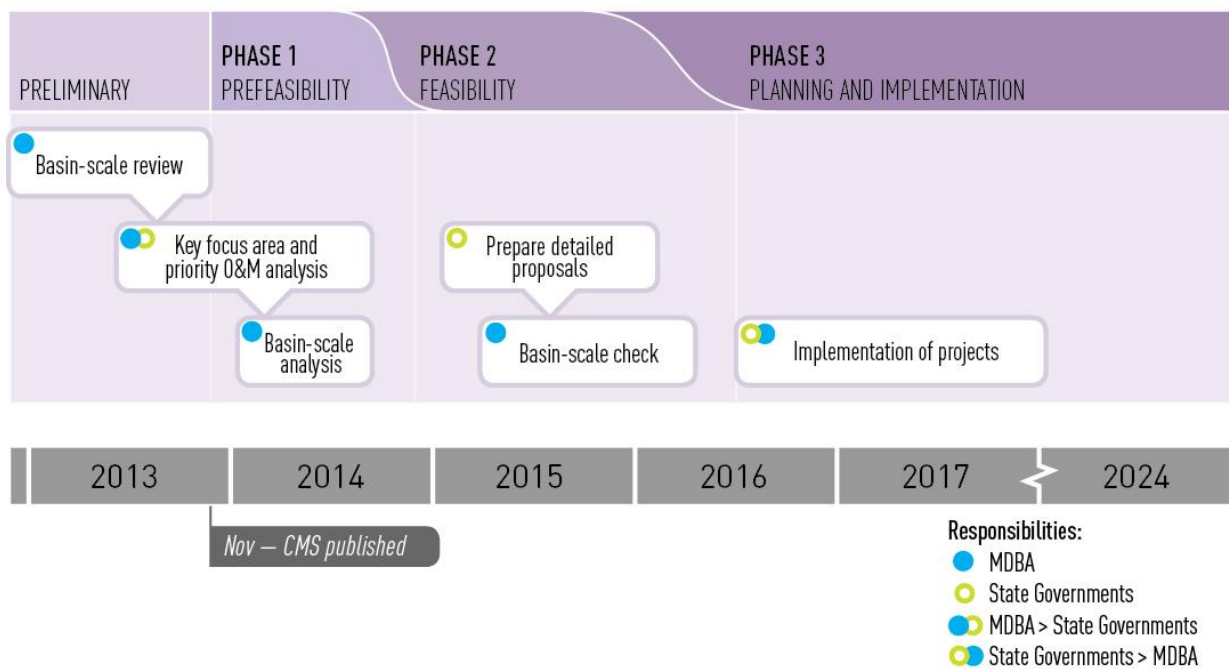 PRELIMINARY
PHASE 1
PREFEASIBILITY
PHASE 2
FEASIBILITY
PHASE 3
PLANNING AND IMPLEMENTATION
Basin-scale review
Key focus area and
priority O&M analysis
Basin-scale
analysis
Prepare detailed
proposals
Basin-scale check
Implementation of projects
2013
2014
2015
2016
2017
2024
Nov — CMS published
Responsibilities:
MDBA
State Governments
MDBA > State Governments
State Governments > MDBA